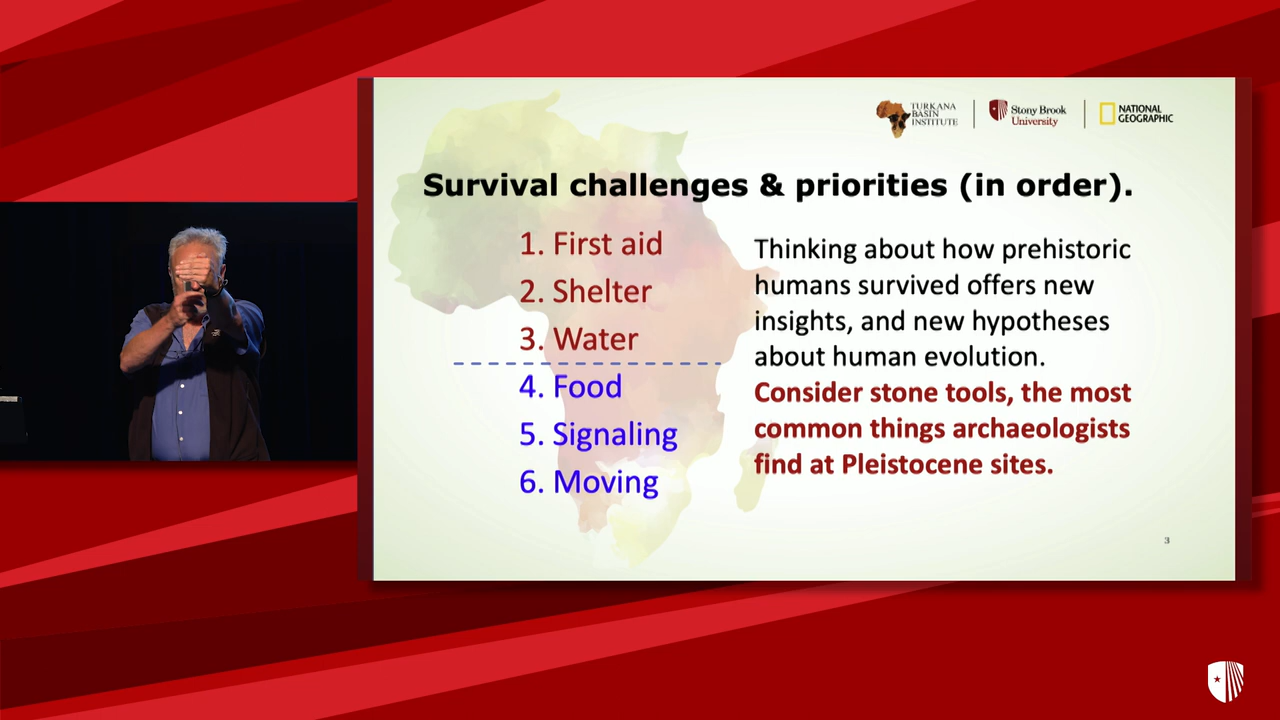 TURKANA
BASIN
INSTITUTE
Stony Brook
University
NATIONAL
GEOGRAPHIC
Survival challenges & priorities (in order).
1. First aid
2. Shelter
3. Water
4. Food
5. Signaling
6. Moving
Thinking about how prehistoric
humans survived offers new
insights, and new hypotheses
about human evolution.
Consider stone tools, the most
common things archaeologists
find at Pleistocene sites.
3